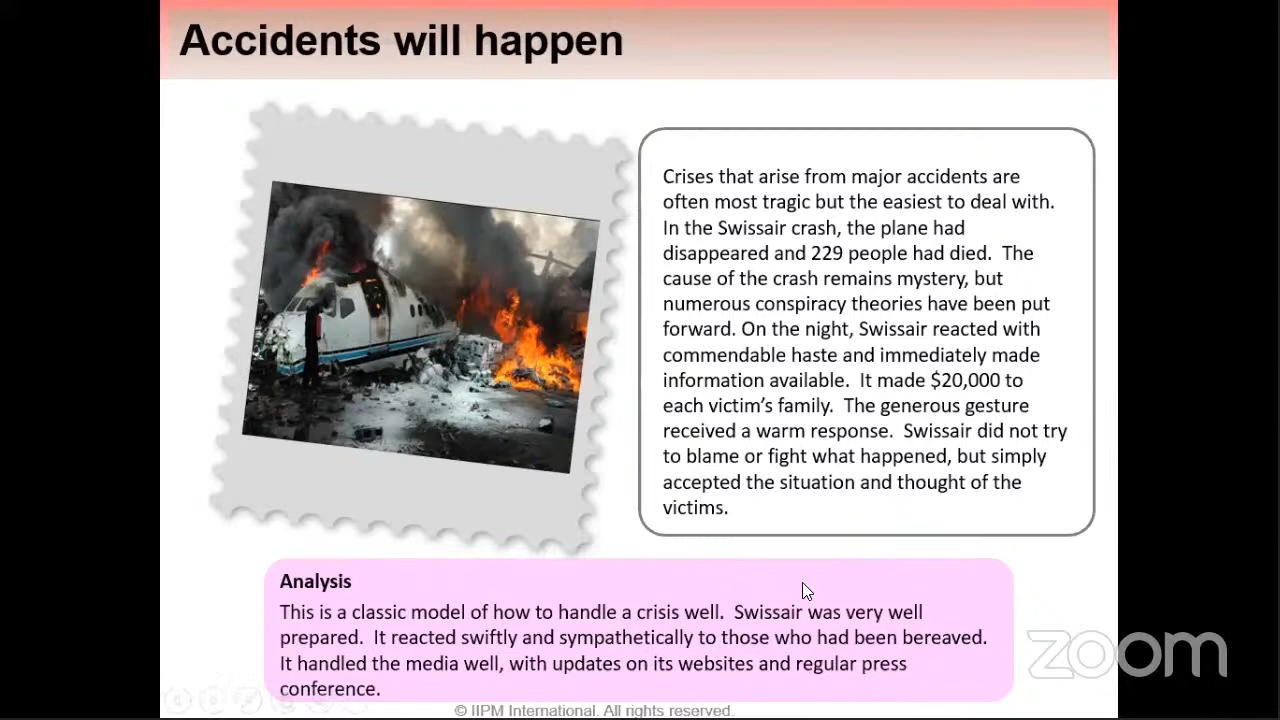 Accidents will happen
Crises that arise from major accidents are
often most tragic but the easiest to deal with.
In the Swissair crash, the plane had
disappeared and 229 people had died.  The
cause of the crash remains mystery, but
numerous conspiracy theories have been put
forward. On the night, Swissair reacted with
commendable haste and immediately made
information available.  It made $20,000 to
each victim’s family.  The generous gesture
received a warm response.  Swissair did not try
to blame or fight what happened, but simply
accepted the situation and thought of the
victims.
Analysis
This is a classic model of how to handle a crisis well.  Swissair was very well
prepared.  It reacted swiftly and sympathetically to those who had been bereaved.
It handled the media well, with updates on its websites and regular press
conference.
zoom
© IIPM International. All rights reserved.